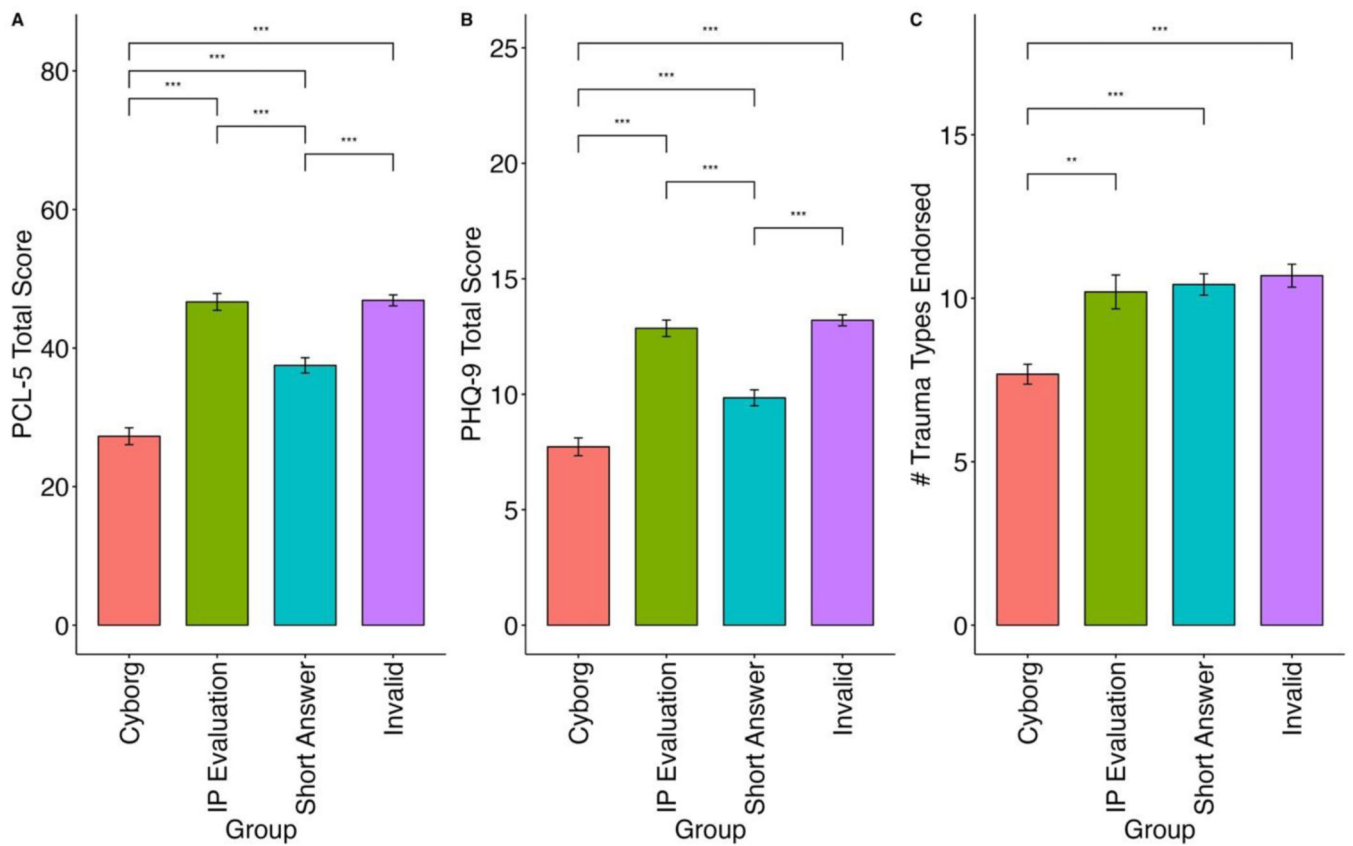 A
PCL-5 Total Score
80
60
40
20
0
***
***
***
***
***
Cyborg
IP Evaluation
Short Answer
Invalid
Group
B
PHQ-9 Total Score
25
20
15
10
5
0
***
***
***
***
***
Cyborg
IP Evaluation
Short Answer
Invalid
Group
C
# Trauma Types Endorsed
15
10
5
0
***
***
**
Cyborg
IP Evaluation
Short Answer
Invalid
Group